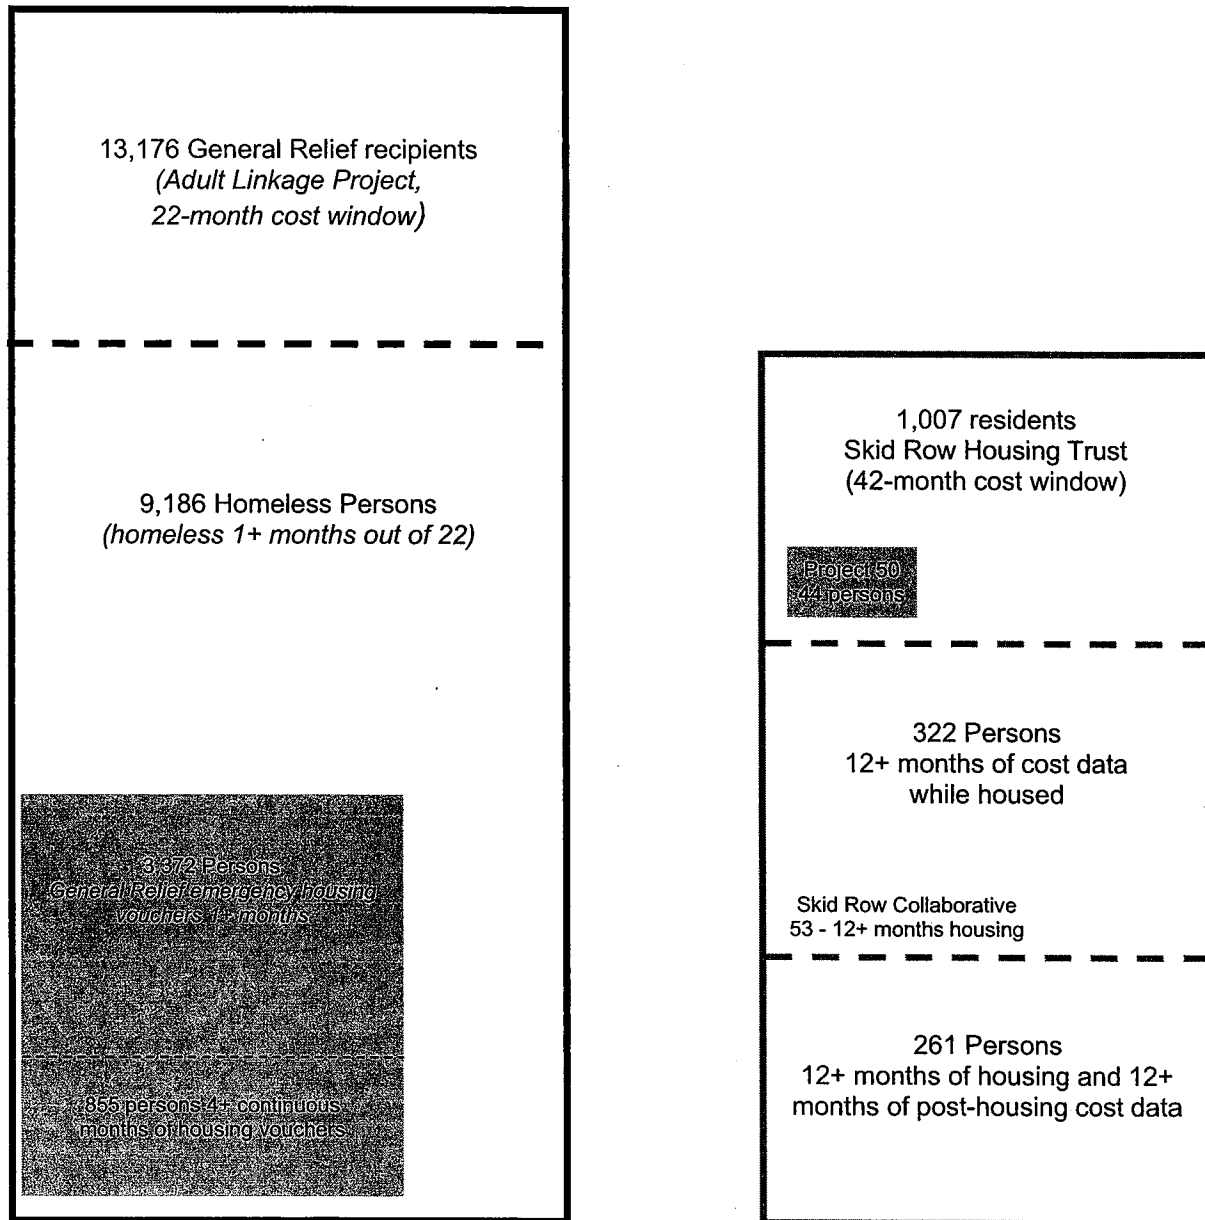 13,176 General Relief recipients
(Adult Linkage Project,
22-month cost window)
9,186 Homeless Persons
(homeless 1+ months out of 22)
3,372 Persons
General Relief emergency housing
vouchers 1+ months
855 persons 4+ continuous
months of housing vouchers
1,007 residents
Skid Row Housing Trust
(42-month cost window)
Project 50
44 persons
322 Persons
12+ months of cost data
while housed
Skid Row Collaborative
53 - 12+ months housing
261 Persons
12+ months of housing and 12+
months of post-housing cost data